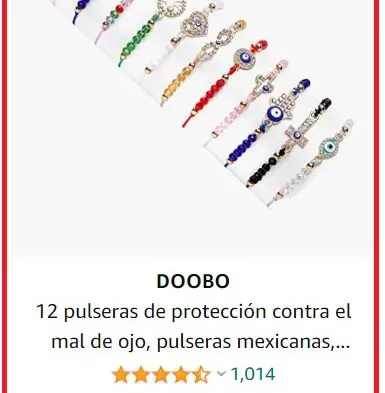 DOOBO
12 pulseras de protección contra el
mal de ojo, pulseras mexicanas,...
1,014